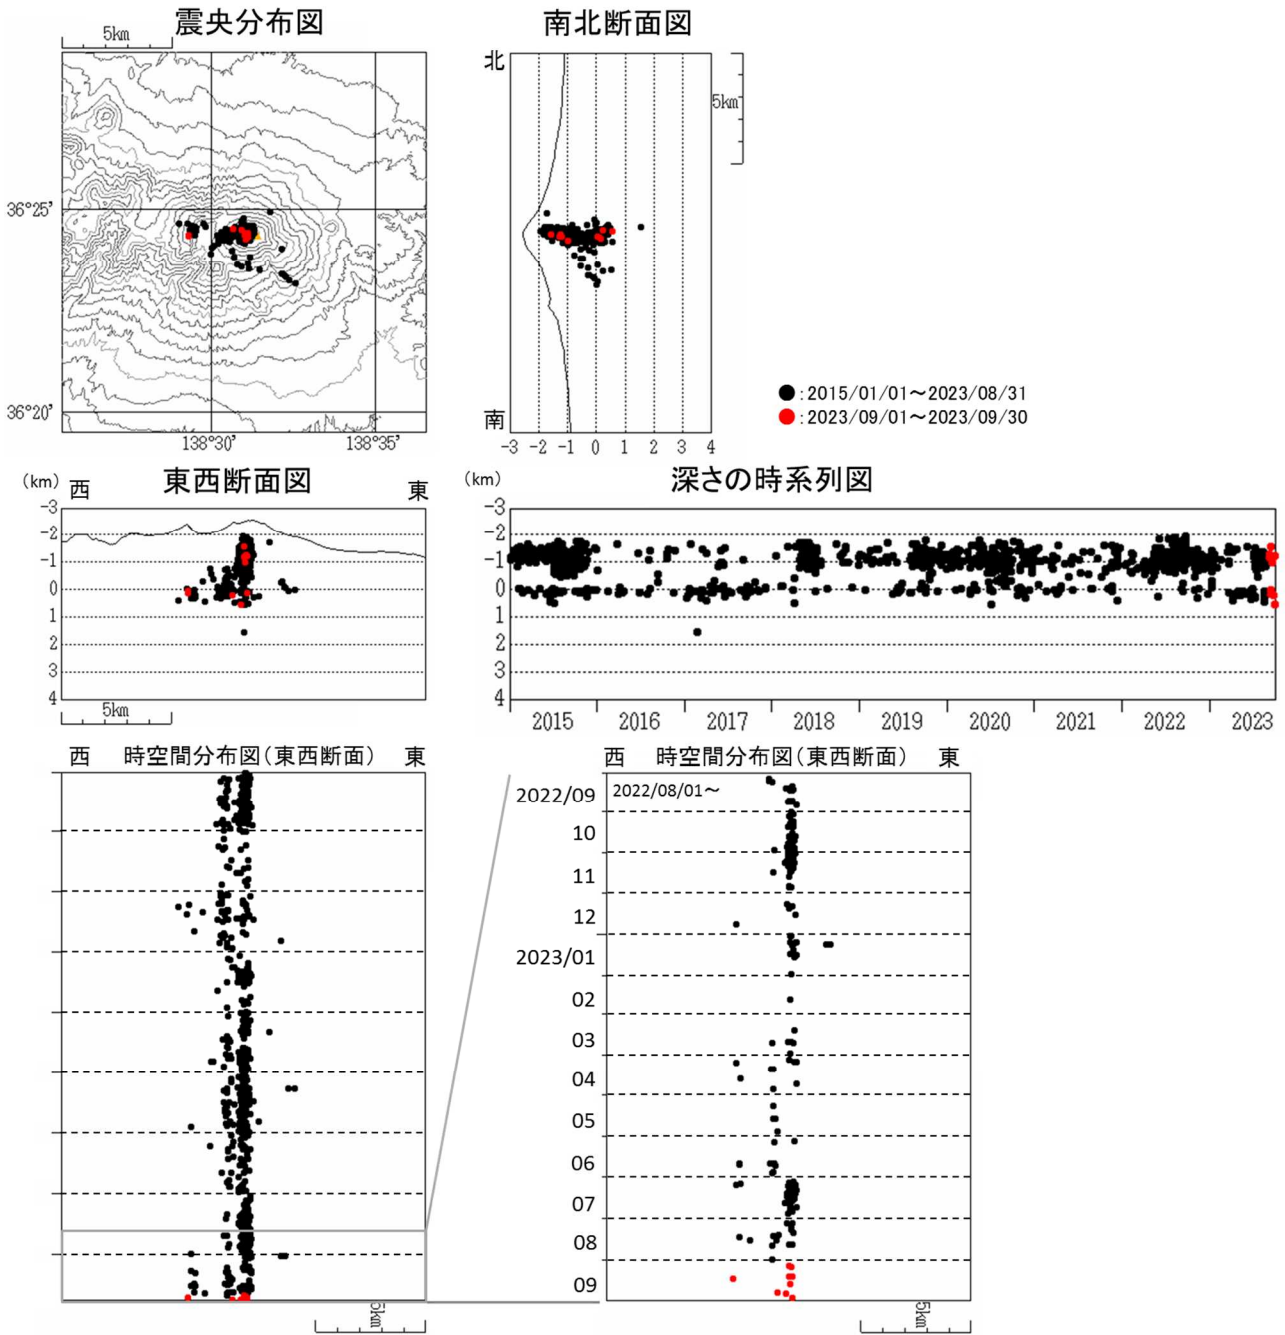 震央分布図
5km
36°25’
36°20’
138°30’
138°35’
南北断面図
北
南
5km
-3 -2 -1 0 1 2 3 4
●:2015/01/01～2023/08/31
●:2023/09/01～2023/09/30
(km) 西 東西断面図 東
-3
-2
-1
0
1
2
3
4
5km
(km) 深さの時系列図
-3
-2
-1
0
1
2
3
4
2015 2016 2017 2018 2019 2020 2021 2022 2023
西 時空間分布図(東西断面) 東
5km
西 時空間分布図(東西断面) 東
2022/08/01～
2022/09
10
11
12
2023/01
02
03
04
05
06
07
08
09
5km